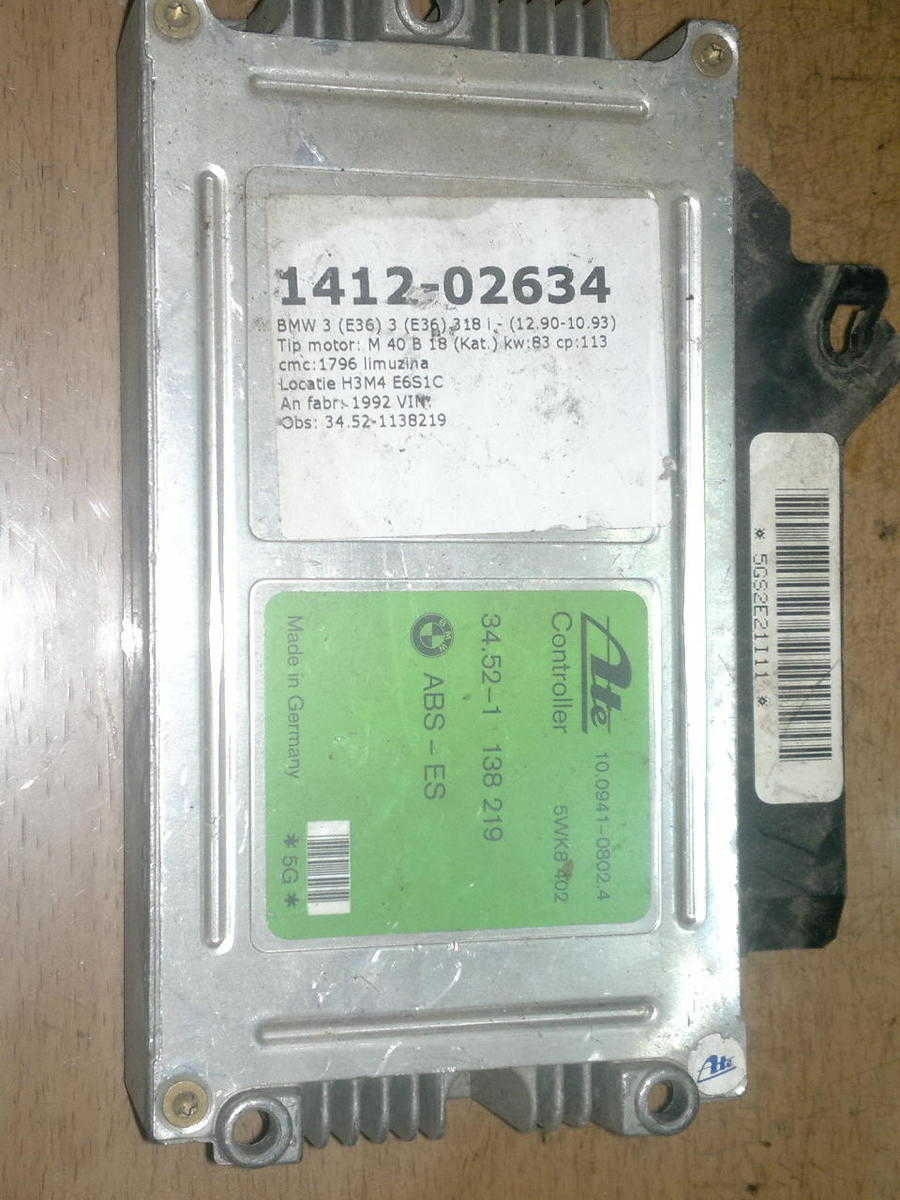 1412-02634
BMW 3 (E36) 3 (E36) 318 i,- (12.90-10.93)
Tip motor: M 40 B 18 (Kat.) kw:83 cp:113
cmc:1796 limuzina
Locatie H3M4 E6S1C
An fabr: 1992 VIN:
Obs: 34.52-1138219
Ate 10.0941-0802.4
Controller 5WK8 402
34.52-1 138 219
BMW ABS-ES
Made in Germany *5G*
*5GS2E21I11*
Ate